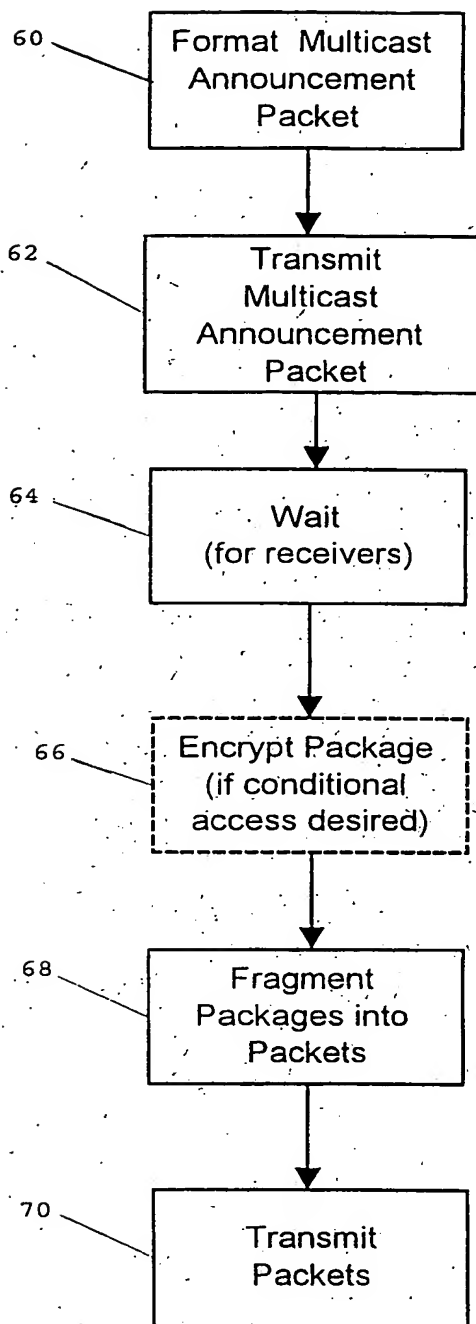 60
Format Multicast
Announcement
Packet
62
Transmit
Multicast
Announcement
Packet
64
Wait
(for receivers)
66
Encrypt Package
(if conditional
access desired)
68
Fragment
Packages into
Packets
70
Transmit
Packets